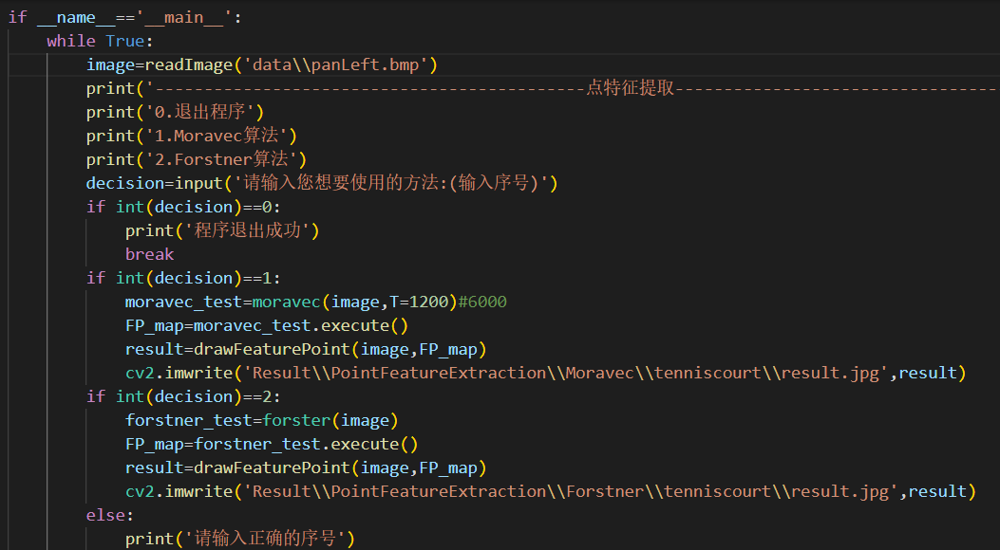 if __name__=='__main__':
    while True:
        image=readImage('data\\panLeft.bmp')
        print('--------------------------------------------点特征提取---------------------------------
        print('0.退出程序')
        print('1.Moravec算法')
        print('2.Forstner算法')
        decision=input('请输入您想要使用的方法:(输入序号)')
        if int(decision)==0:
            print('程序退出成功')
            break
        if int(decision)==1:
            moravec_test=moravec(image,T=1200)#6000
            FP_map=moravec_test.execute()
            result=drawFeaturePoint(image,FP_map)
            cv2.imwrite('Result\\PointFeatureExtraction\\Moravec\\tenniscourt\\result.jpg',result)
        if int(decision)==2:
            forstner_test=forster(image)
            FP_map=forstner_test.execute()
            result=drawFeaturePoint(image,FP_map)
            cv2.imwrite('Result\\PointFeatureExtraction\\Forstner\\tenniscourt\\result.jpg',result)
        else:
            print('请输入正确的序号')